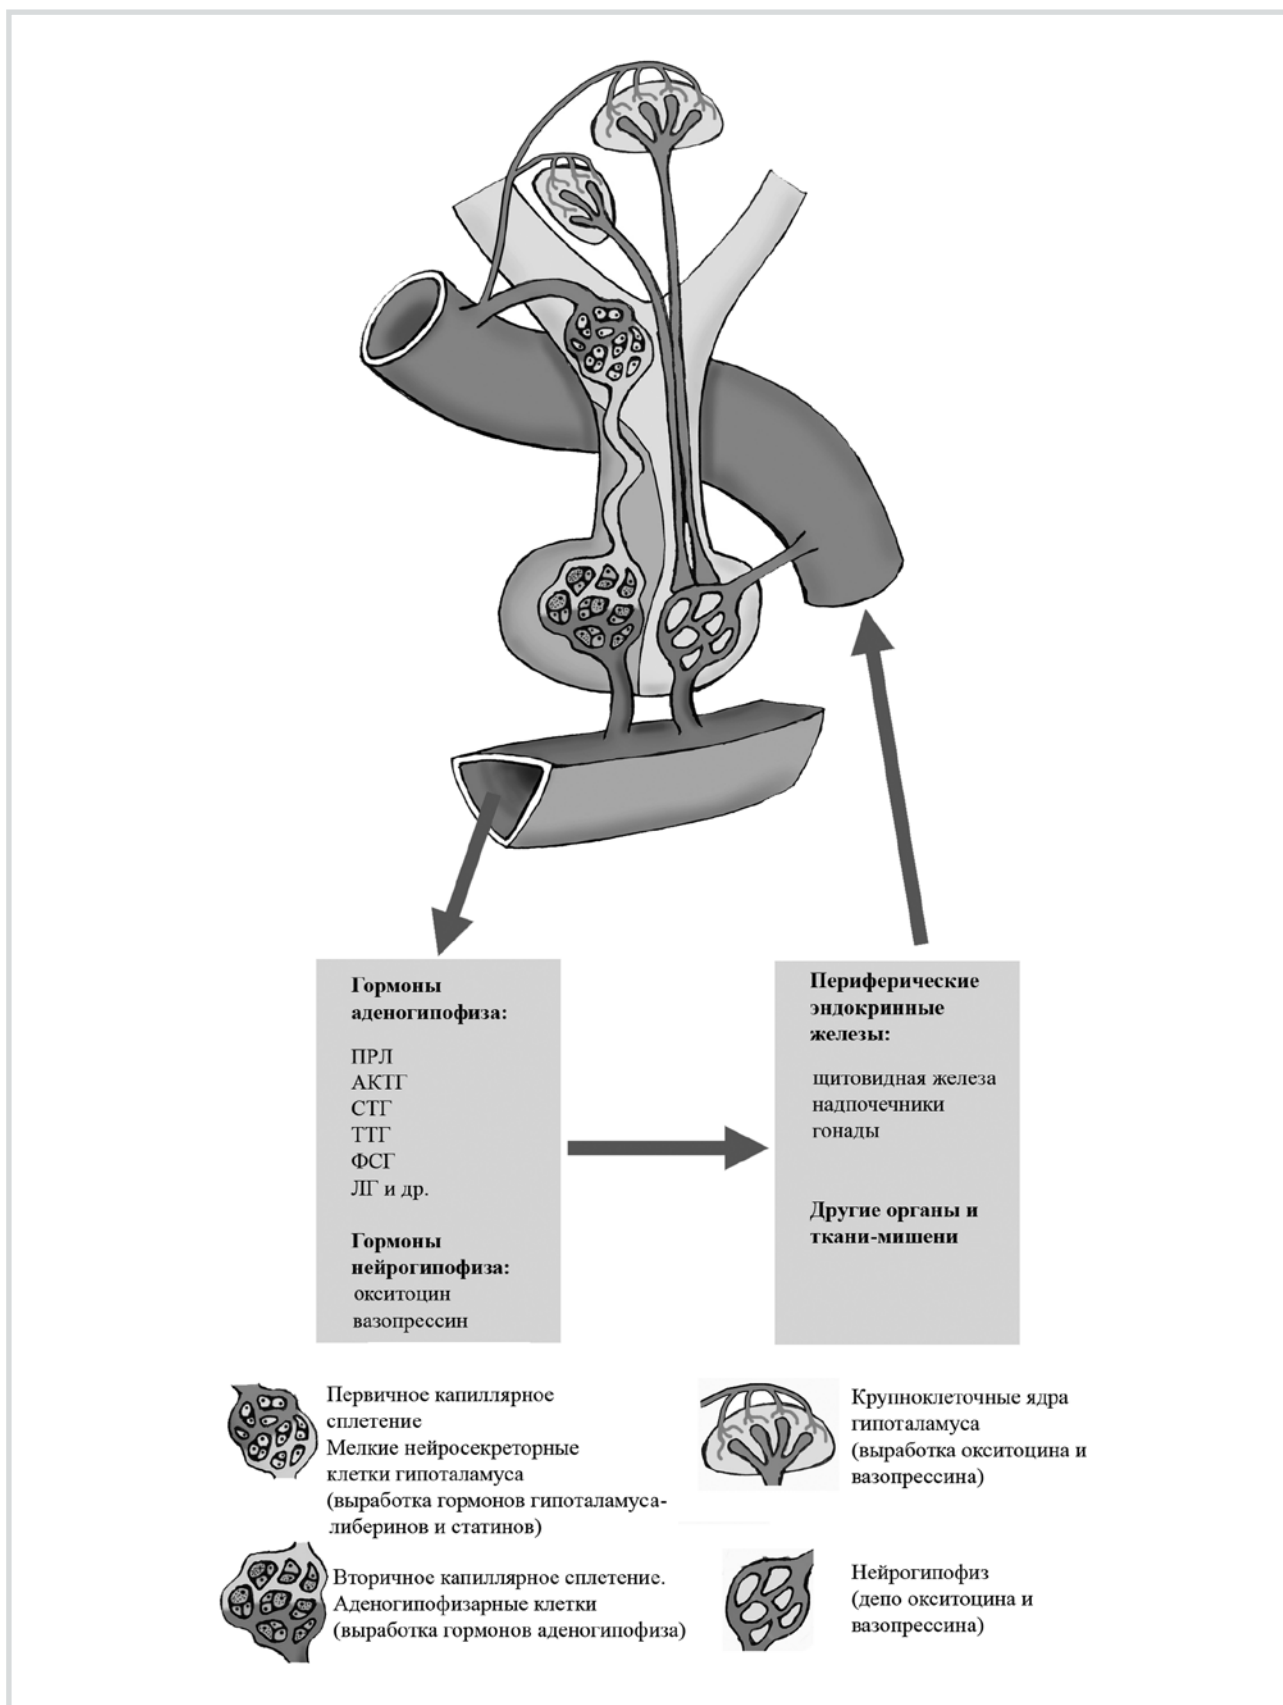 Гормоны
аденогипофиза:
ПРЛ
АКТГ
СТГ
ТТГ
ФСГ
ЛГ и др.
Гормоны
нейрогипофиза:
окситоцин
вазопрессин
Периферические
эндокринные
железы:
щитовидная железа
надпочечники
гонады
Другие органы и
ткани-мишени
Первичное капиллярное
сплетение
Мелкие нейросекреторные
клетки гипоталамуса
(выработка гормонов гипоталамуса-
либеринов и статинов)
Вторичное капиллярное сплетение.
Аденогипофизарные клетки
(выработка гормонов аденогипофиза)
Крупноклеточные ядра
гипоталамуса
(выработка окситоцина и
вазопрессина)
Нейрогипофиз
(депо окситоцина и
вазопрессина)